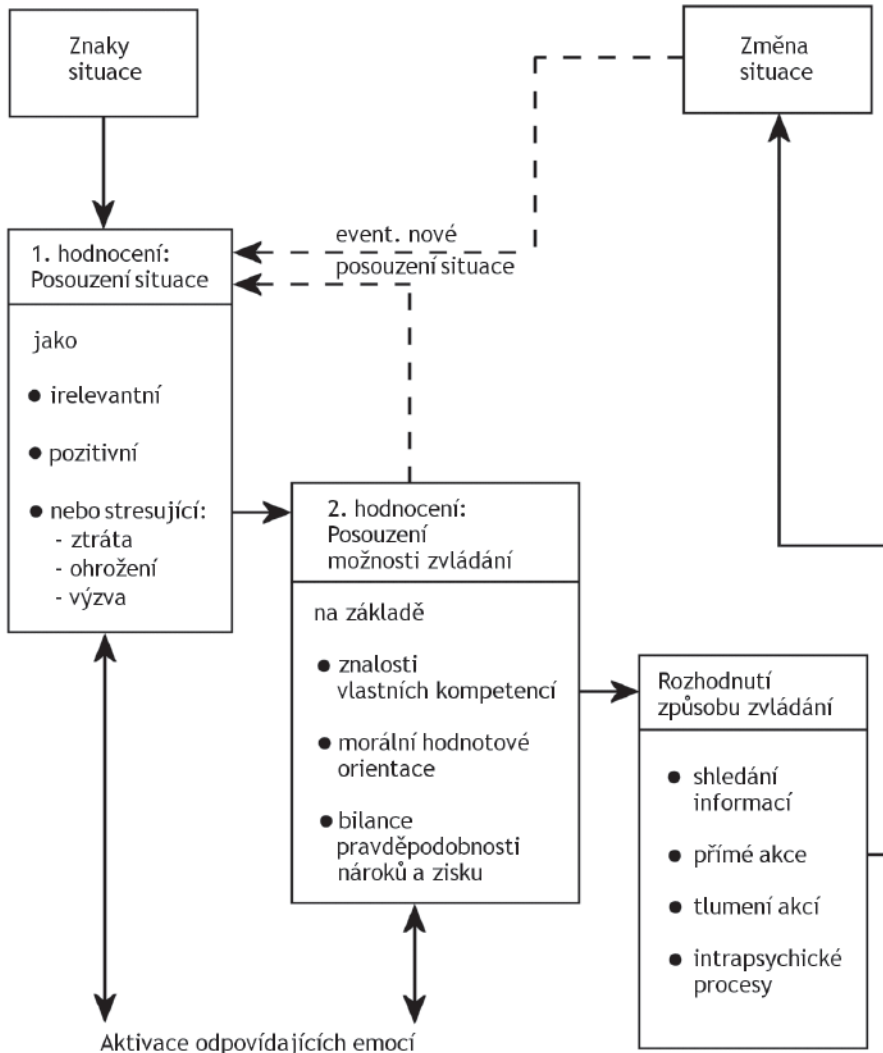 Znaky
situace
Změna
situace
event. nové
posouzení situace
1. hodnocení:
Posouzení situace
jako
● irelevantní
● pozitivní
● nebo stresující:
- ztráta
- ohrožení
- výzva
2. hodnocení:
Posouzení
možnosti zvládání
na základě
● znalosti
vlastních kompetencí
● morální hodnotové
orientace
● bilance
pravděpodobnosti
nároků a zisku
Rozhodnutí
způsobu zvládání
● shledání
informací
● přímé akce
● tlumení akcí
● intrapsychické
procesy
Aktivace odpovídajících emocí